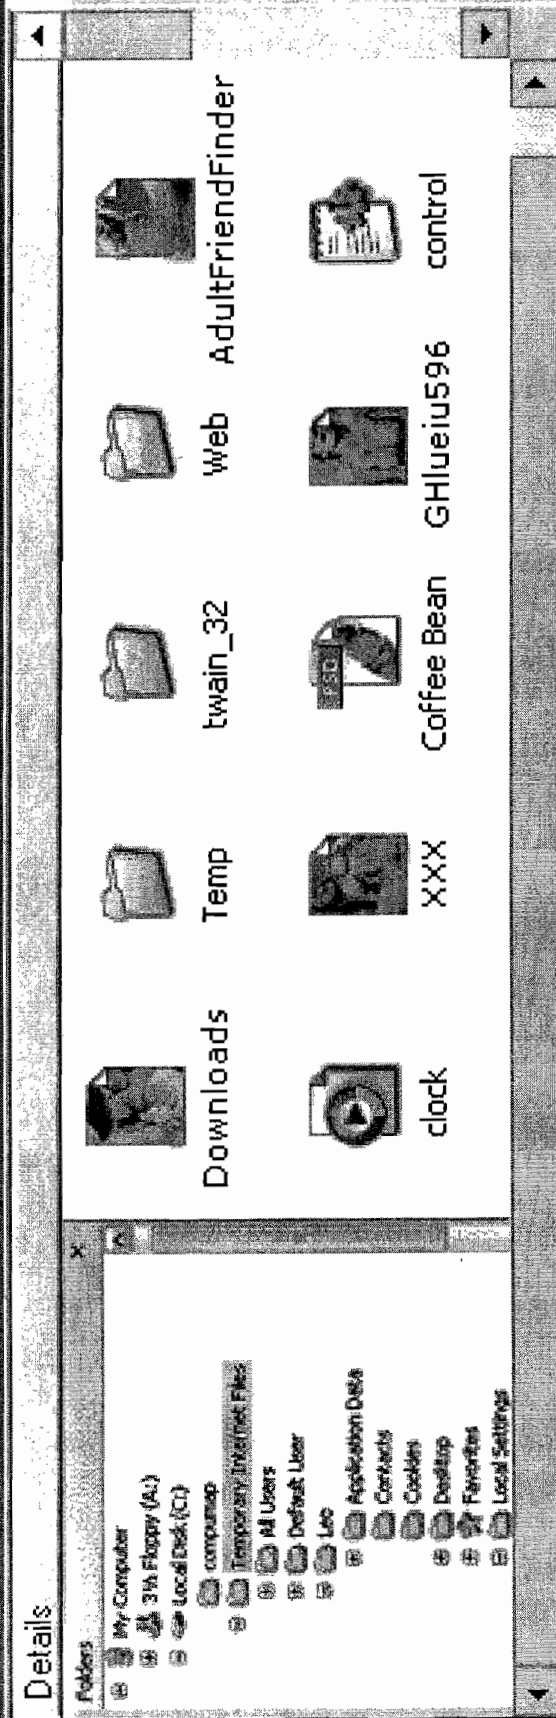 Details
Folders
My Computer
3½ Floppy (A:)
Local Disk (C:)
compumap
Temporary Internet Files
All Users
Default User
Leo
Application Data
Contacts
Cookies
Desktop
Favorites
Local Settings
Downloads
Temp
twain_32
Web
AdultFriendFinder
clock
XXX
Coffee Bean
GHlueiu596
control